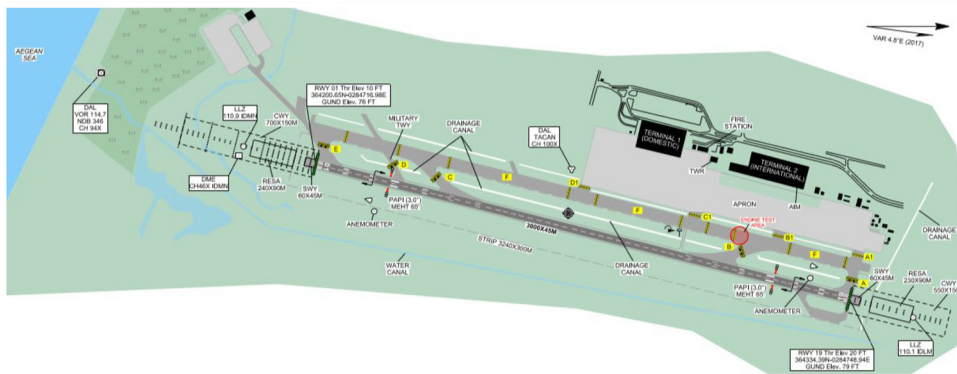 AEGEAN
SEA
DAL
VOR 114,7
NDB 346
CH 94X
LLZ
110,9 IDMN
CWY
700X150M
DME
CH46X IDMN
RESA
240X90M
SWY
60X45M
RWY 01 Thr Elev 10 FT
364200.65N-0284716.98E
GUND Elev. 76 FT
MILITARY
TWY
DRAINAGE
CANAL
DAL
TACAN
CH 100X
TERMINAL 1
(DOMESTIC)
FIRE
STATION
TERMINAL 2
(INTERNATIONAL)
TWR
AIM
APRON
VAR 4.8°E (2017)
E
D
C
F
F
F
F
D1
C1
B1
A1
B
A
ENGINE TEST
AREA
PAPI (3,0°)
MEHT 65'
ANEMOMETER
3000X45M
STRIP 3240X300M
WATER
CANAL
DRAINAGE
CANAL
PAPI (3.0°)
MEHT 65'
ANEMOMETER
DRAINAGE
CANAL
SWY
60X45M
RESA
230X90M
CWY
550X15
LLZ
110.1 IDLM
RWY 19 Thr Elev 20 FT
364334,39N-0284748,94E
GUND Elev. 79 FT